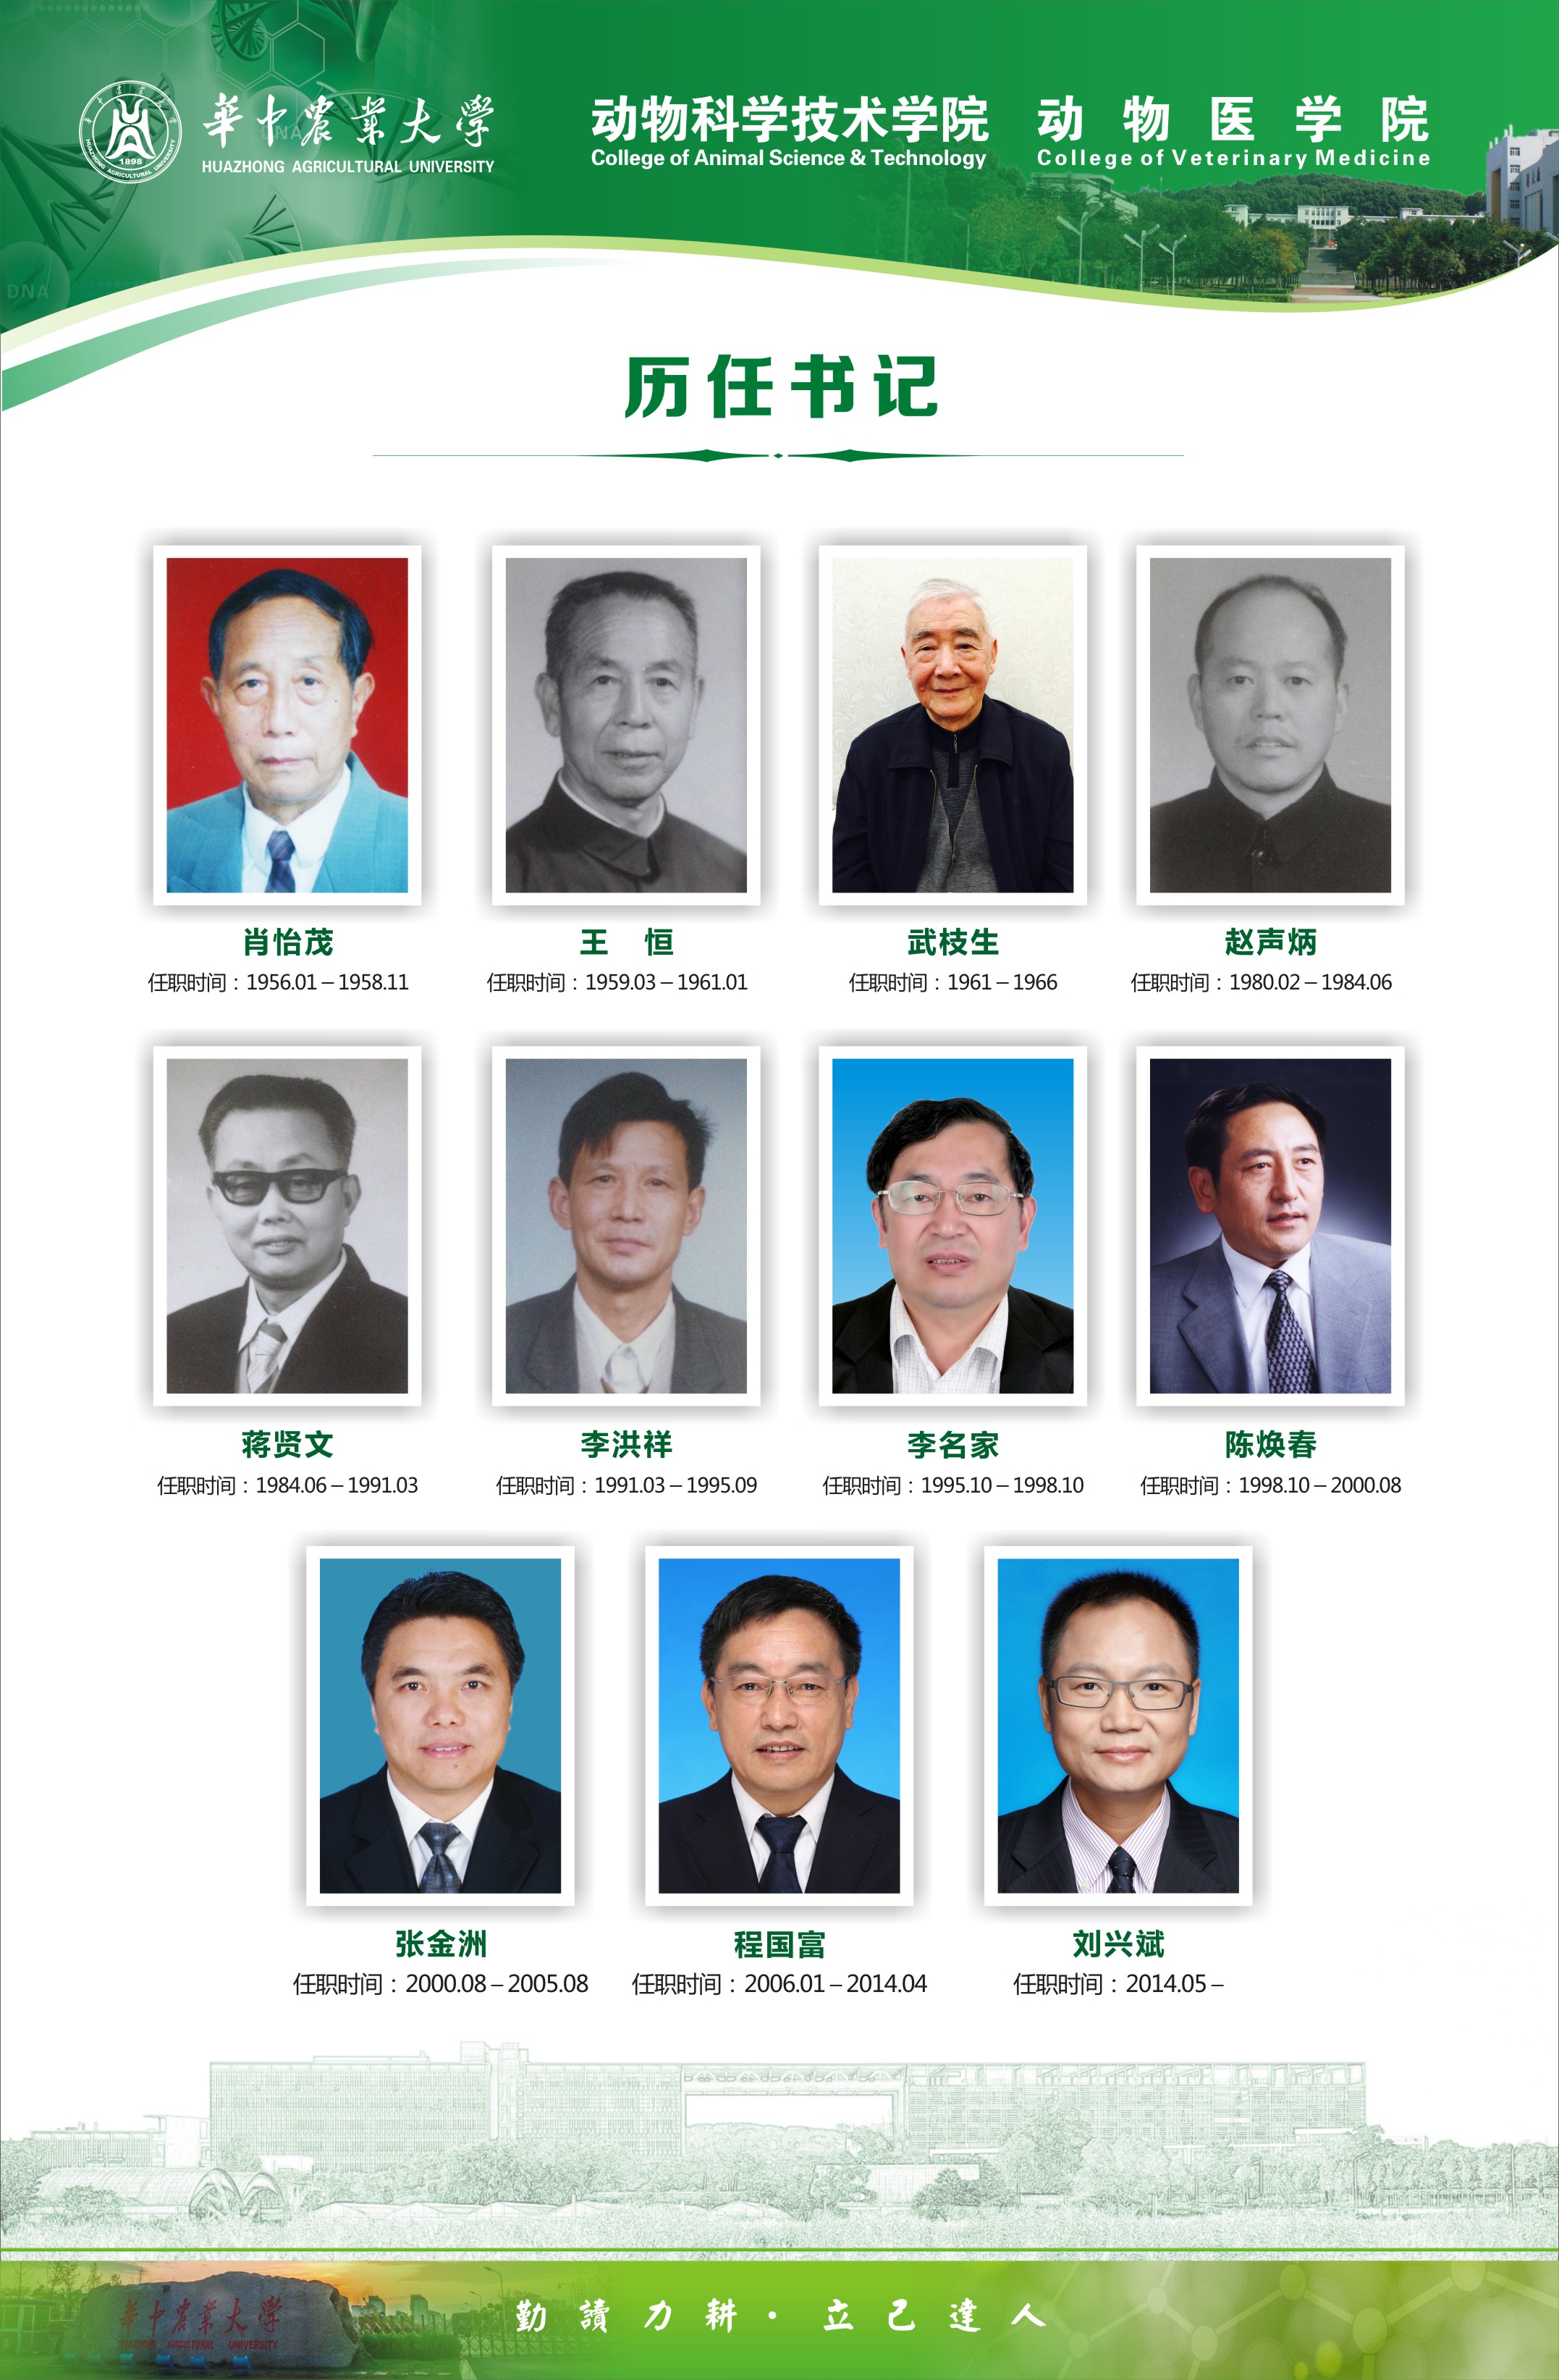 華中農業大學
HUAZHONG AGRICULTURAL UNIVERSITY
1898
HUAZHONG AGRICULTURAL UNIVERSITY
动物科学技术学院
College of Animal Science & Technology
动物医学院
College of Veterinary Medicine
DNA
DNA
历任书记
肖怡茂
任职时间：1956.01 – 1958.11
王 恒
任职时间：1959.03 – 1961.01
武枝生
任职时间：1961 – 1966
赵声炳
任职时间：1980.02 – 1984.06
蒋贤文
任职时间：1984.06 – 1991.03
李洪祥
任职时间：1991.03 – 1995.09
李名家
任职时间：1995.10 – 1998.10
陈焕春
任职时间：1998.10 – 2000.08
张金洲
任职时间：2000.08 – 2005.08
程国富
任职时间：2006.01 – 2014.04
刘兴斌
任职时间：2014.05 –
華中農業大學
HUAZHONG AGRICULTURAL UNIVERSITY
勤讀力耕·立己達人